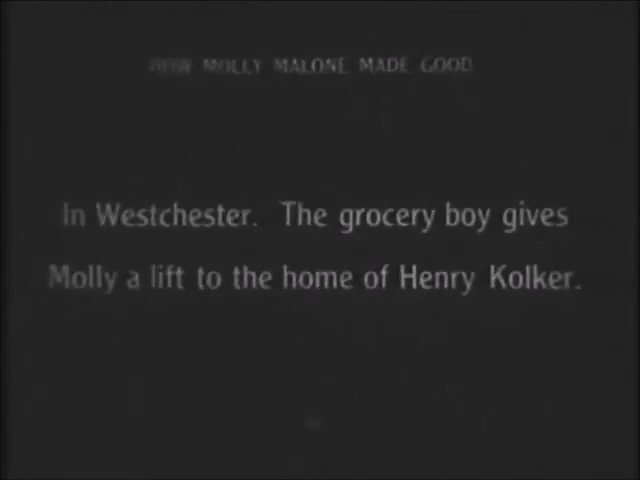 HOW MOLLY MALONE MADE GOOD
In Westchester. The grocery boy gives
Molly a lift to the home of Henry Kolker.